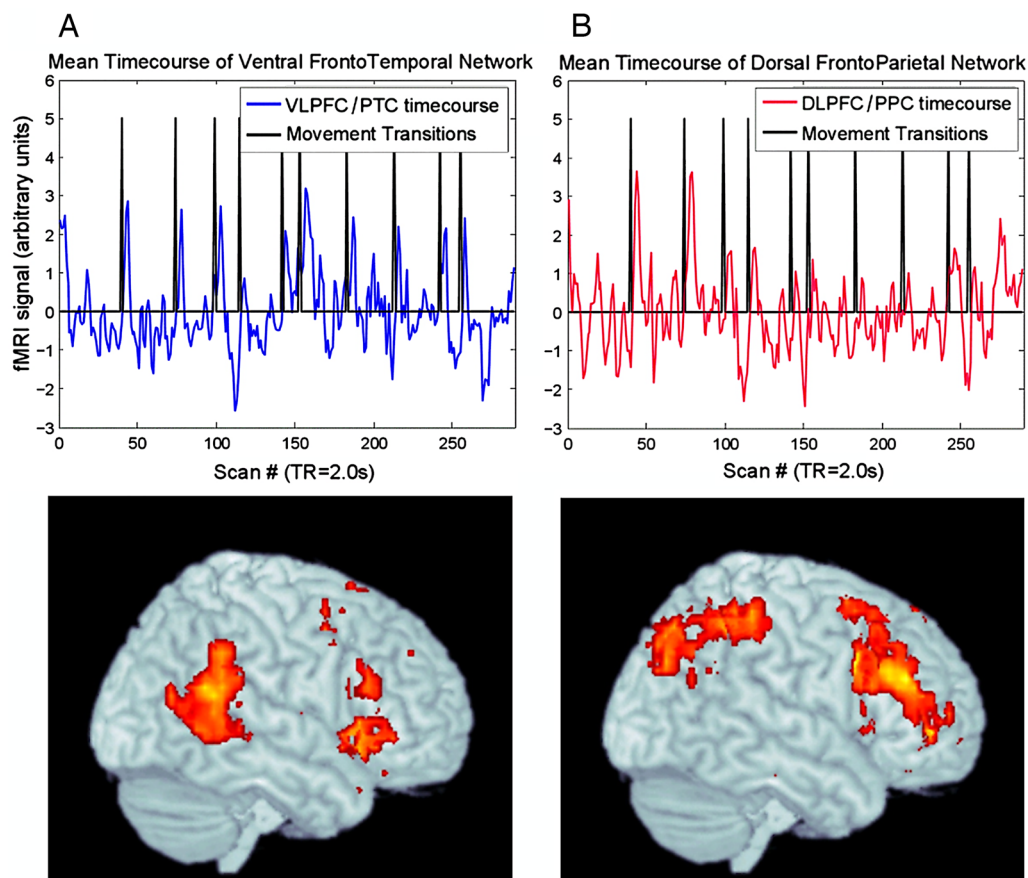 A
Mean Timecourse of Ventral FrontoTemporal Network
6
5
4
3
2
1
0
−1
−2
−3
fMRI signal (arbitrary units)
VLPFC/PTC timecourse
Movement Transitions
0 50 100 150 200 250
Scan # (TR=2.0s)
B
Mean Timecourse of Dorsal FrontoParietal Network
6
5
4
3
2
1
0
−1
−2
−3
DLPFC/PPC timecourse
Movement Transitions
0 50 100 150 200 250
Scan # (TR=2.0s)